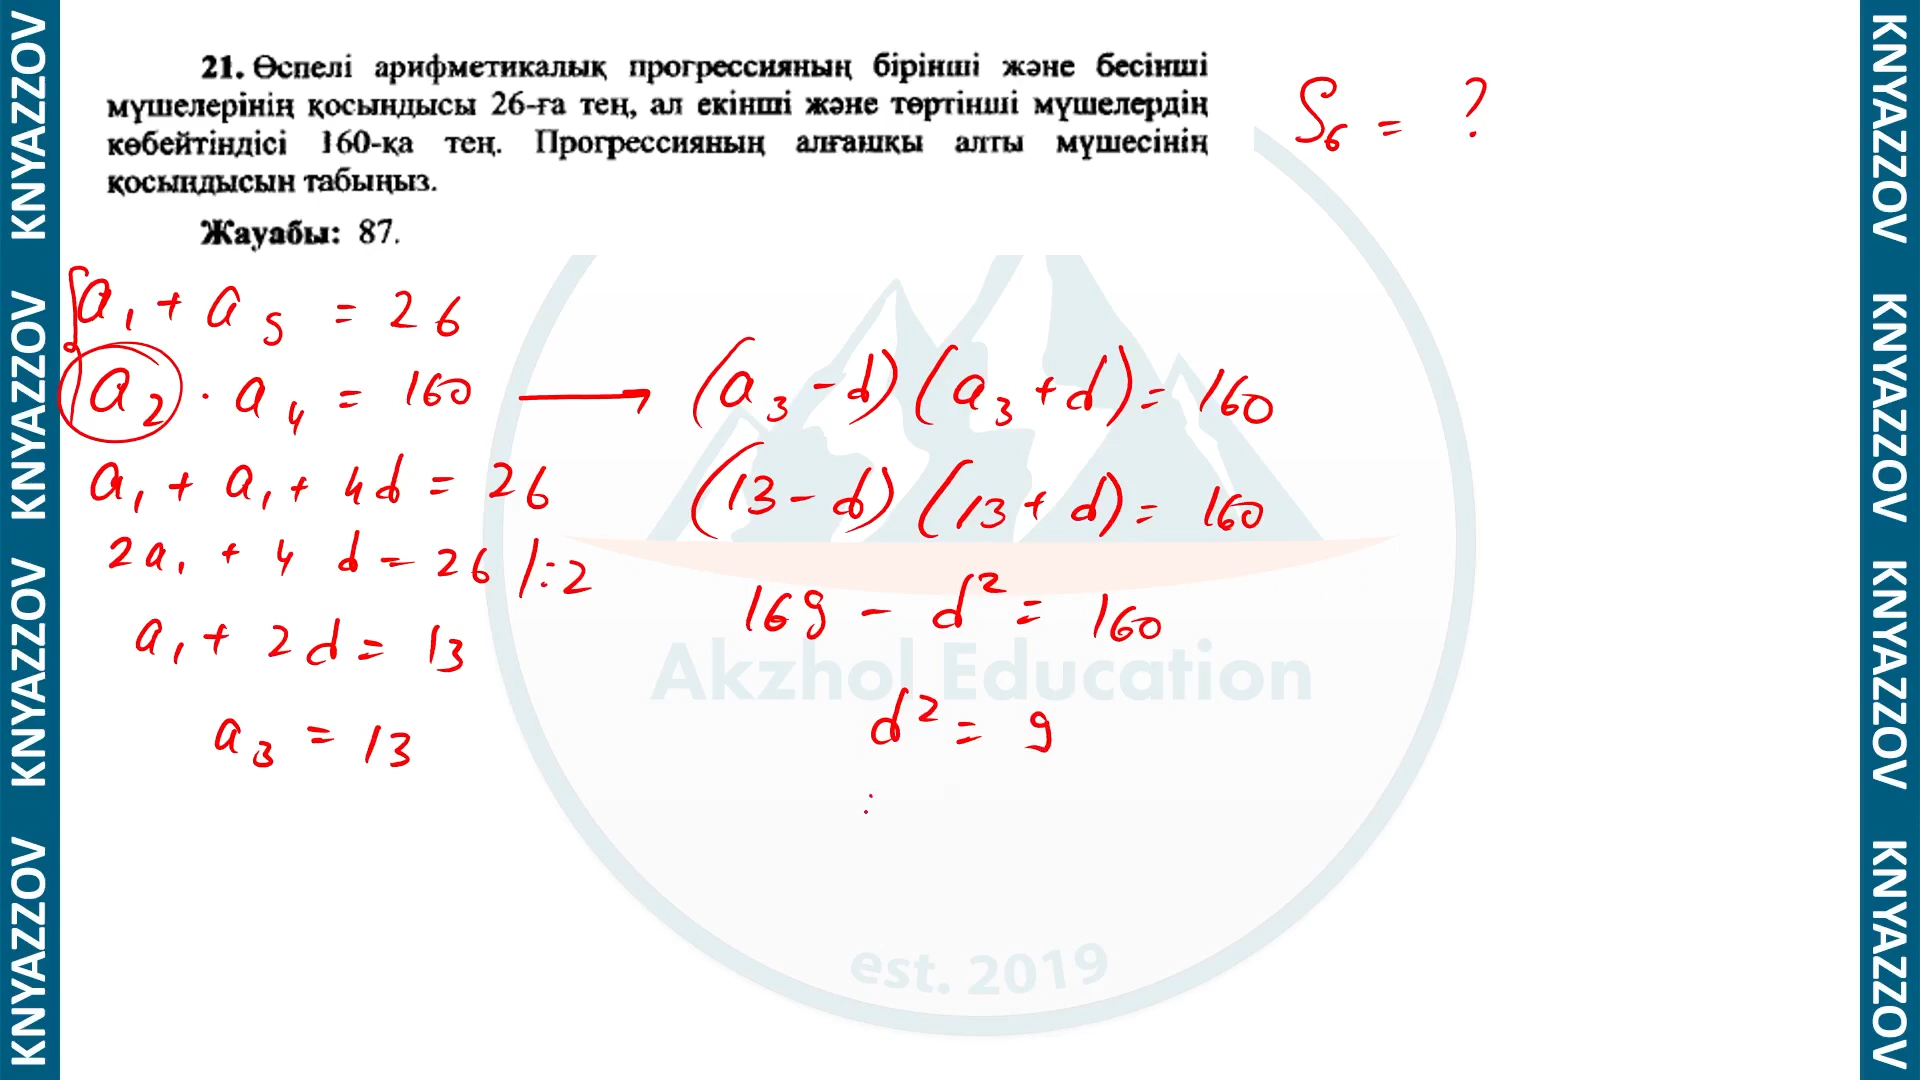 21. Өспелі арифметикалық прогрессияның бірінші және бесінші
мүшелерінің қосындысы 26-ға тең, ал екінші және төртінші мүшелердің
көбейтіндісі 160-қа тең. Прогрессияның алғашқы алты мүшесінің
қосындысын табыңыз.
Жауабы: 87.
S₆ = ?
a₁ + a₅ = 26
a₂ · a₄ = 160
a₁ + a₁ + 4d = 26
2a₁ + 4d = 26 /:2
a₁ + 2d = 13
a₃ = 13
(a₃ - d)(a₃ + d) = 160
(13 - d)(13 + d) = 160
169 - d² = 160
d² = 9
Akzhol Education
est. 2019
KNYAZZOV
KNYAZZOV
KNYAZZOV
KNYAZZOV
KNYAZZOV
KNYAZZOV
KNYAZZOV
KNYAZZOV